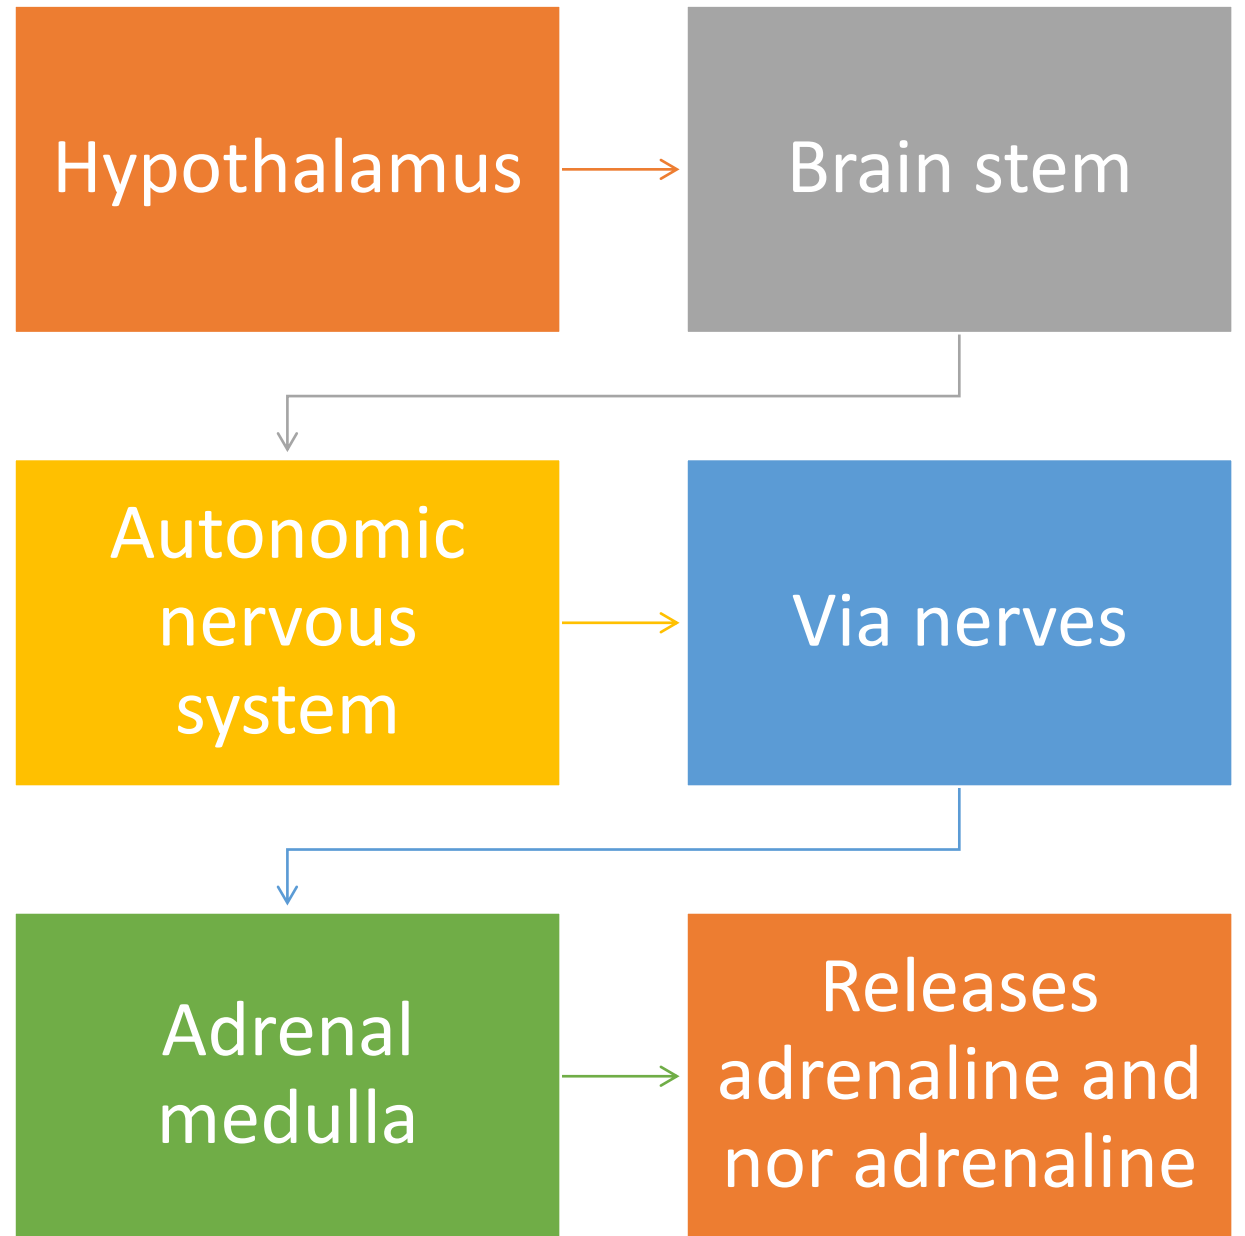 Hypothalamus
Brain stem
Autonomic
nervous
system
Via nerves
Adrenal
medulla
Releases
adrenaline and
nor adrenaline